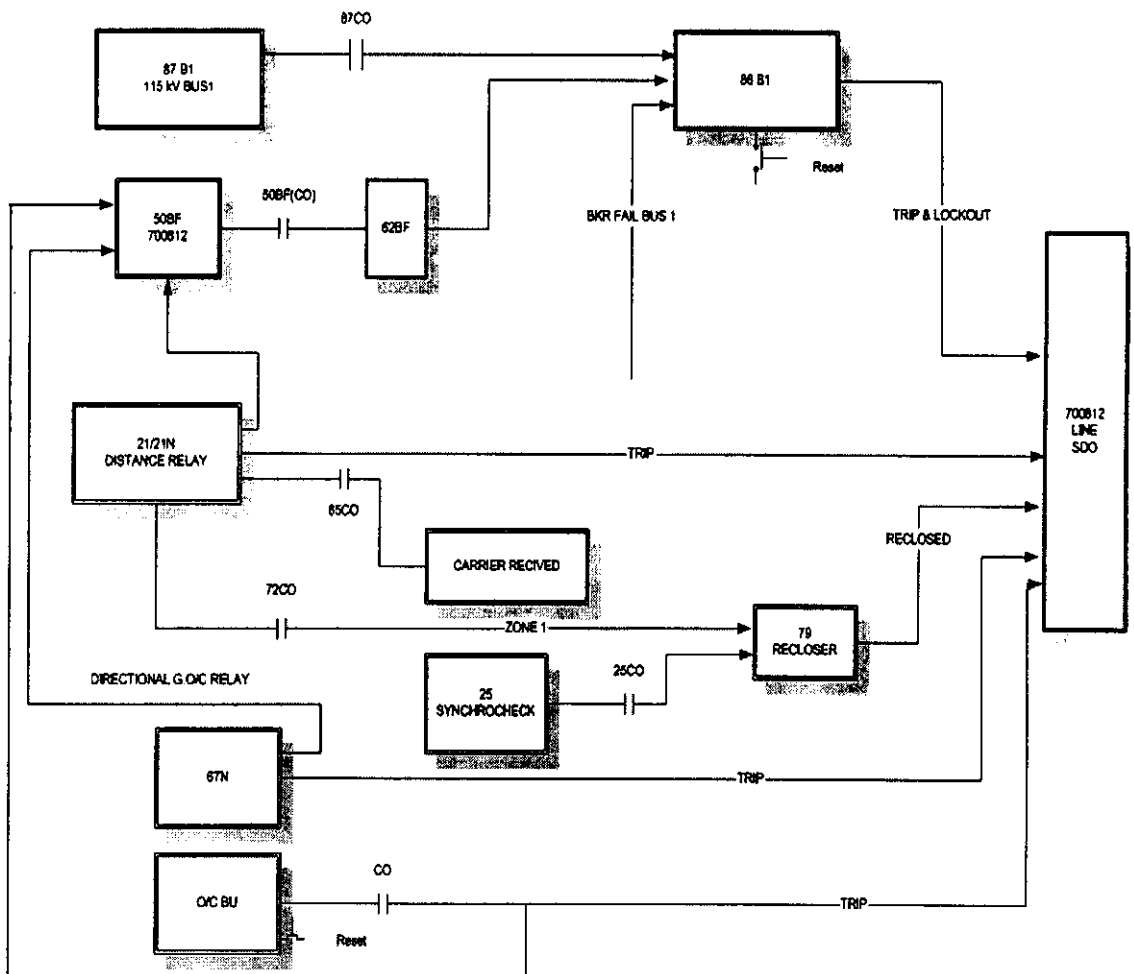 87CO
87 B1
115 kV BUS1
86 B1
Reset
50BF
700812
50BF(CO)
62BF
BKR FAIL BUS 1
TRIP & LOCKOUT
700812
LINE
SDO
21/21N
DISTANCE RELAY
TRIP
85CO
CARRIER RECIVED
RECLOSED
72CO
ZONE 1
79
RECLOSER
DIRECTIONAL G.O/C RELAY
25
SYNCHROCHECK
25CO
67N
TRIP
CO
O/C BU
TRIP
Reset